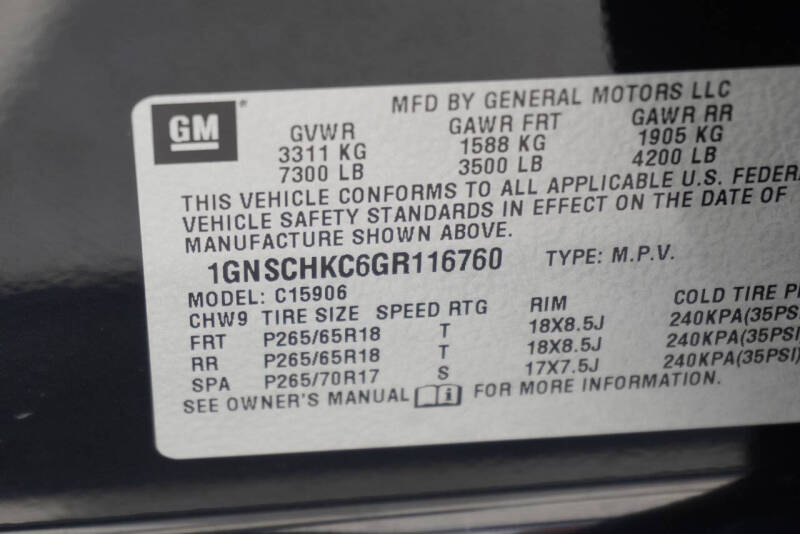 GM
MFD BY GENERAL MOTORS LLC
GVWR GAWR FRT GAWR RR
3311 KG 1588 KG 1905 KG
7300 LB 3500 LB 4200 LB
THIS VEHICLE CONFORMS TO ALL APPLICABLE U.S. FEDERA
VEHICLE SAFETY STANDARDS IN EFFECT ON THE DATE OF
MANUFACTURE SHOWN ABOVE.
1GNSCHKC6GR116760 TYPE: M.P.V.
MODEL: C15906
CHW9 TIRE SIZE SPEED RTG RIM COLD TIRE P
FRT P265/65R18 T 18X8.5J 240KPA(35PSI)
RR P265/65R18 T 18X8.5J 240KPA(35PSI)
SPA P265/70R17 S 17X7.5J 240KPA(35PSI)
SEE OWNER'S MANUAL FOR MORE INFORMATION.